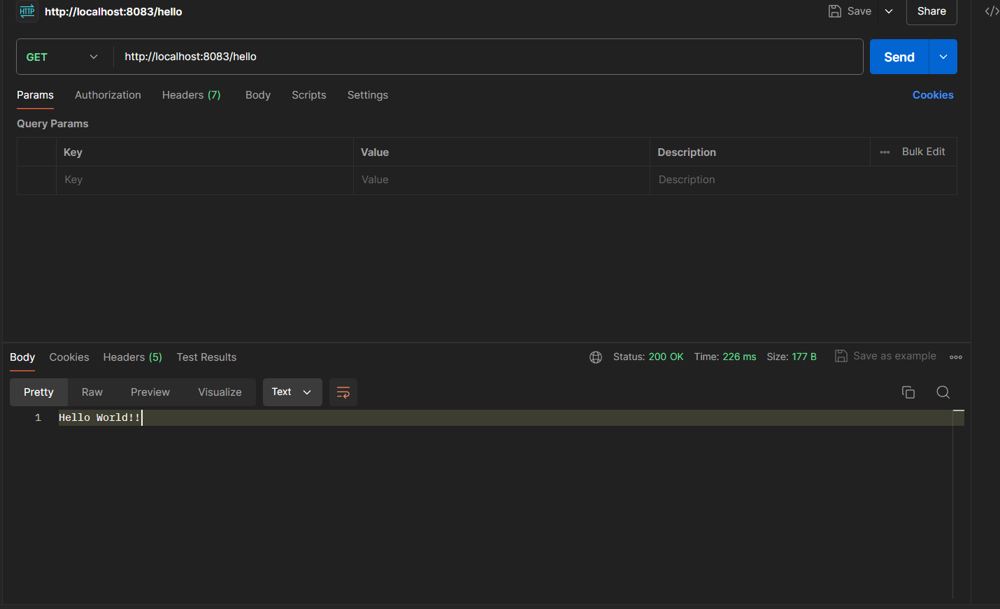 HTTP http://localhost:8083/hello Save Share </>
GET http://localhost:8083/hello Send
Params Authorization Headers (7) Body Scripts Settings Cookies
Query Params
Key Value Description Bulk Edit
Key Value Description
Body Cookies Headers (5) Test Results Status: 200 OK Time: 226 ms Size: 177 B Save as example
Pretty Raw Preview Visualize Text
1 Hello World!!